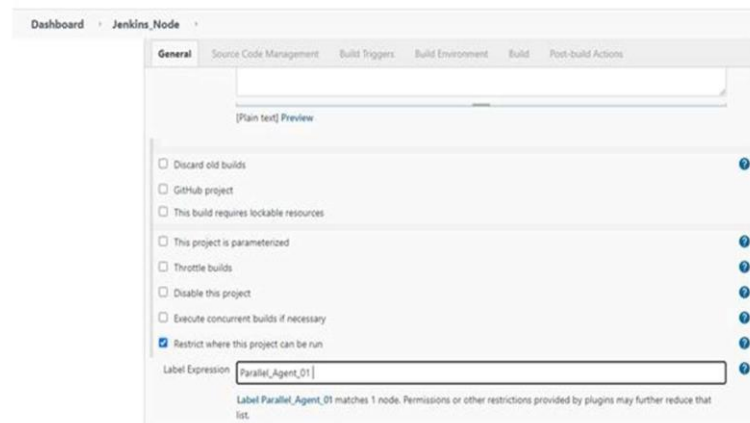 Dashboard Jenkins_Node
General Source Code Management Build Triggers Build Environment Build Post-build Actions
[Plain text] Preview
Discard old builds
GitHub project
This build requires lockable resources
This project is parameterized
Throttle builds
Disable this project
Execute concurrent builds if necessary
Restrict where this project can be run
Label Expression Parallel_Agent_01
Label Parallel_Agent_01 matches 1 node. Permissions or other restrictions provided by plugins may further reduce that
list.